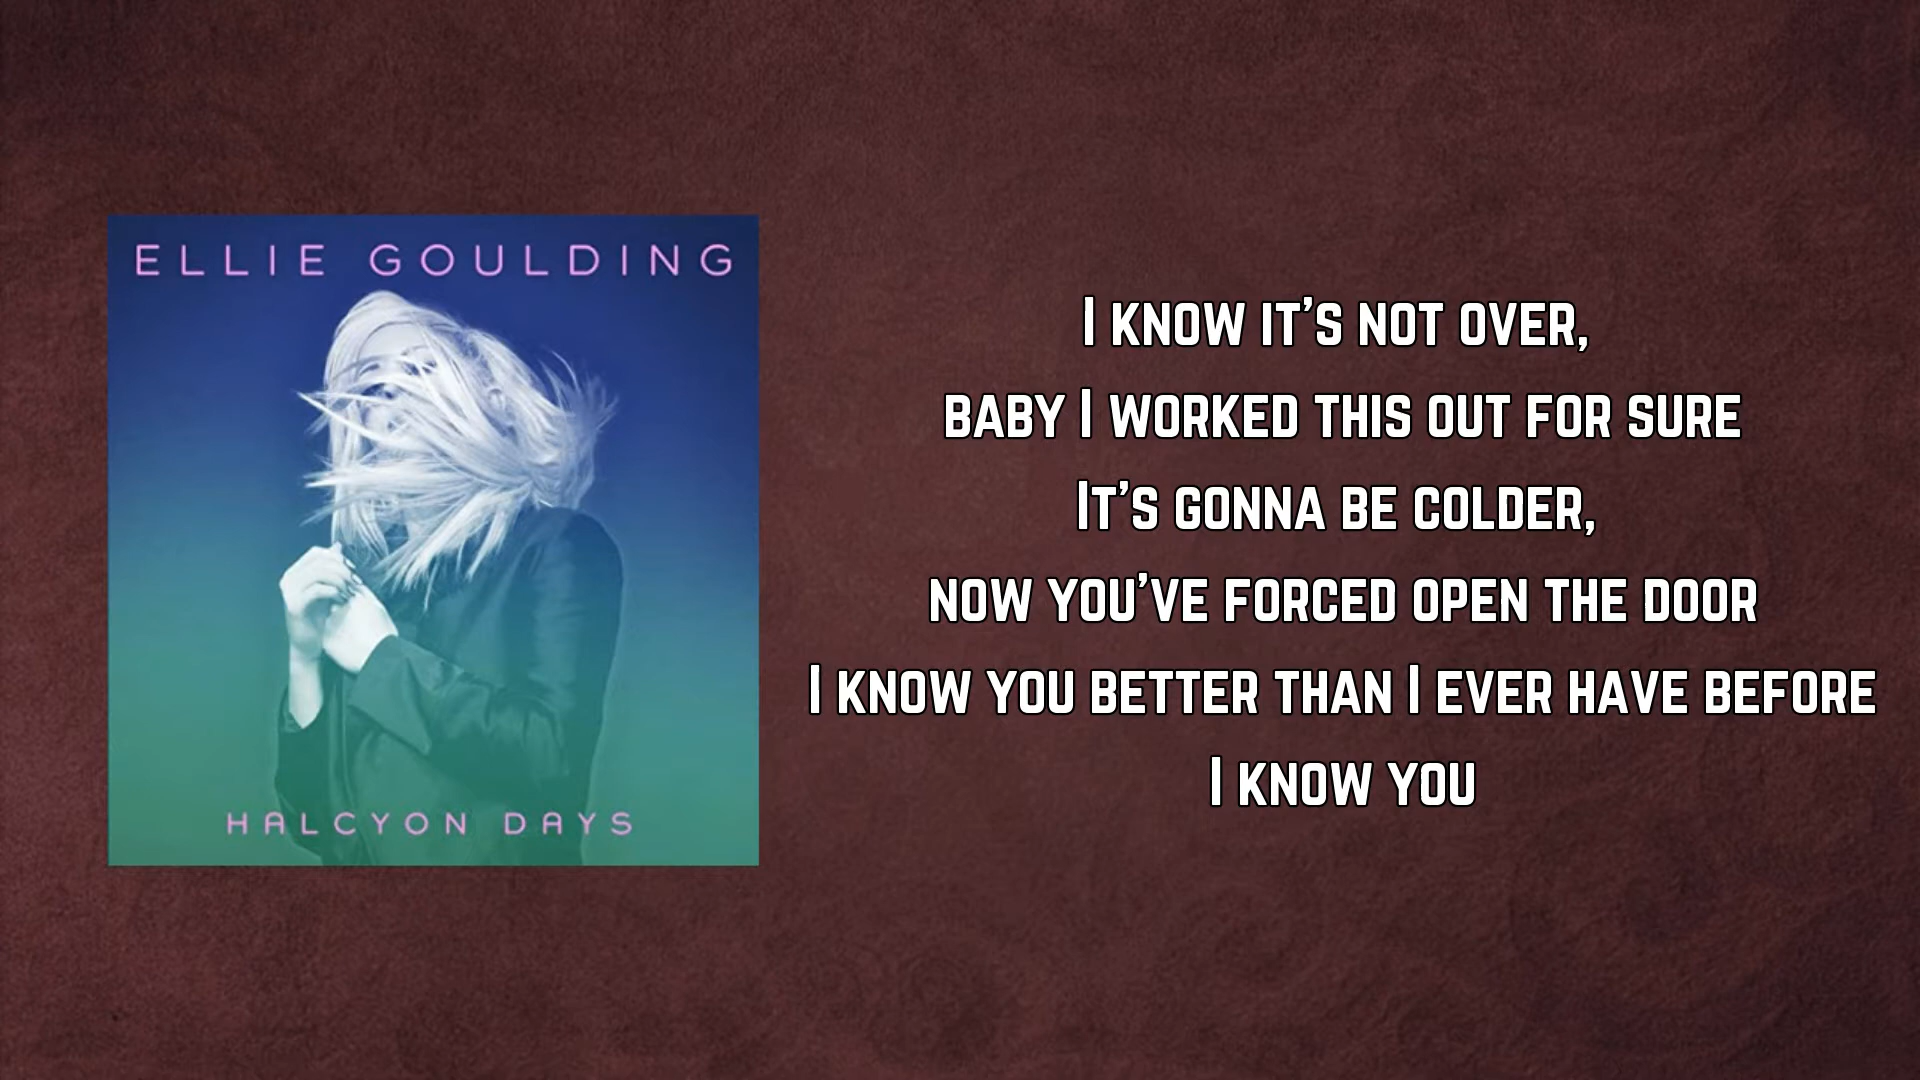 ELLIE GOULDING
HALCYON DAYS
I KNOW IT'S NOT OVER,
BABY I WORKED THIS OUT FOR SURE
IT'S GONNA BE COLDER,
NOW YOU'VE FORCED OPEN THE DOOR
I KNOW YOU BETTER THAN I EVER HAVE BEFORE
I KNOW YOU